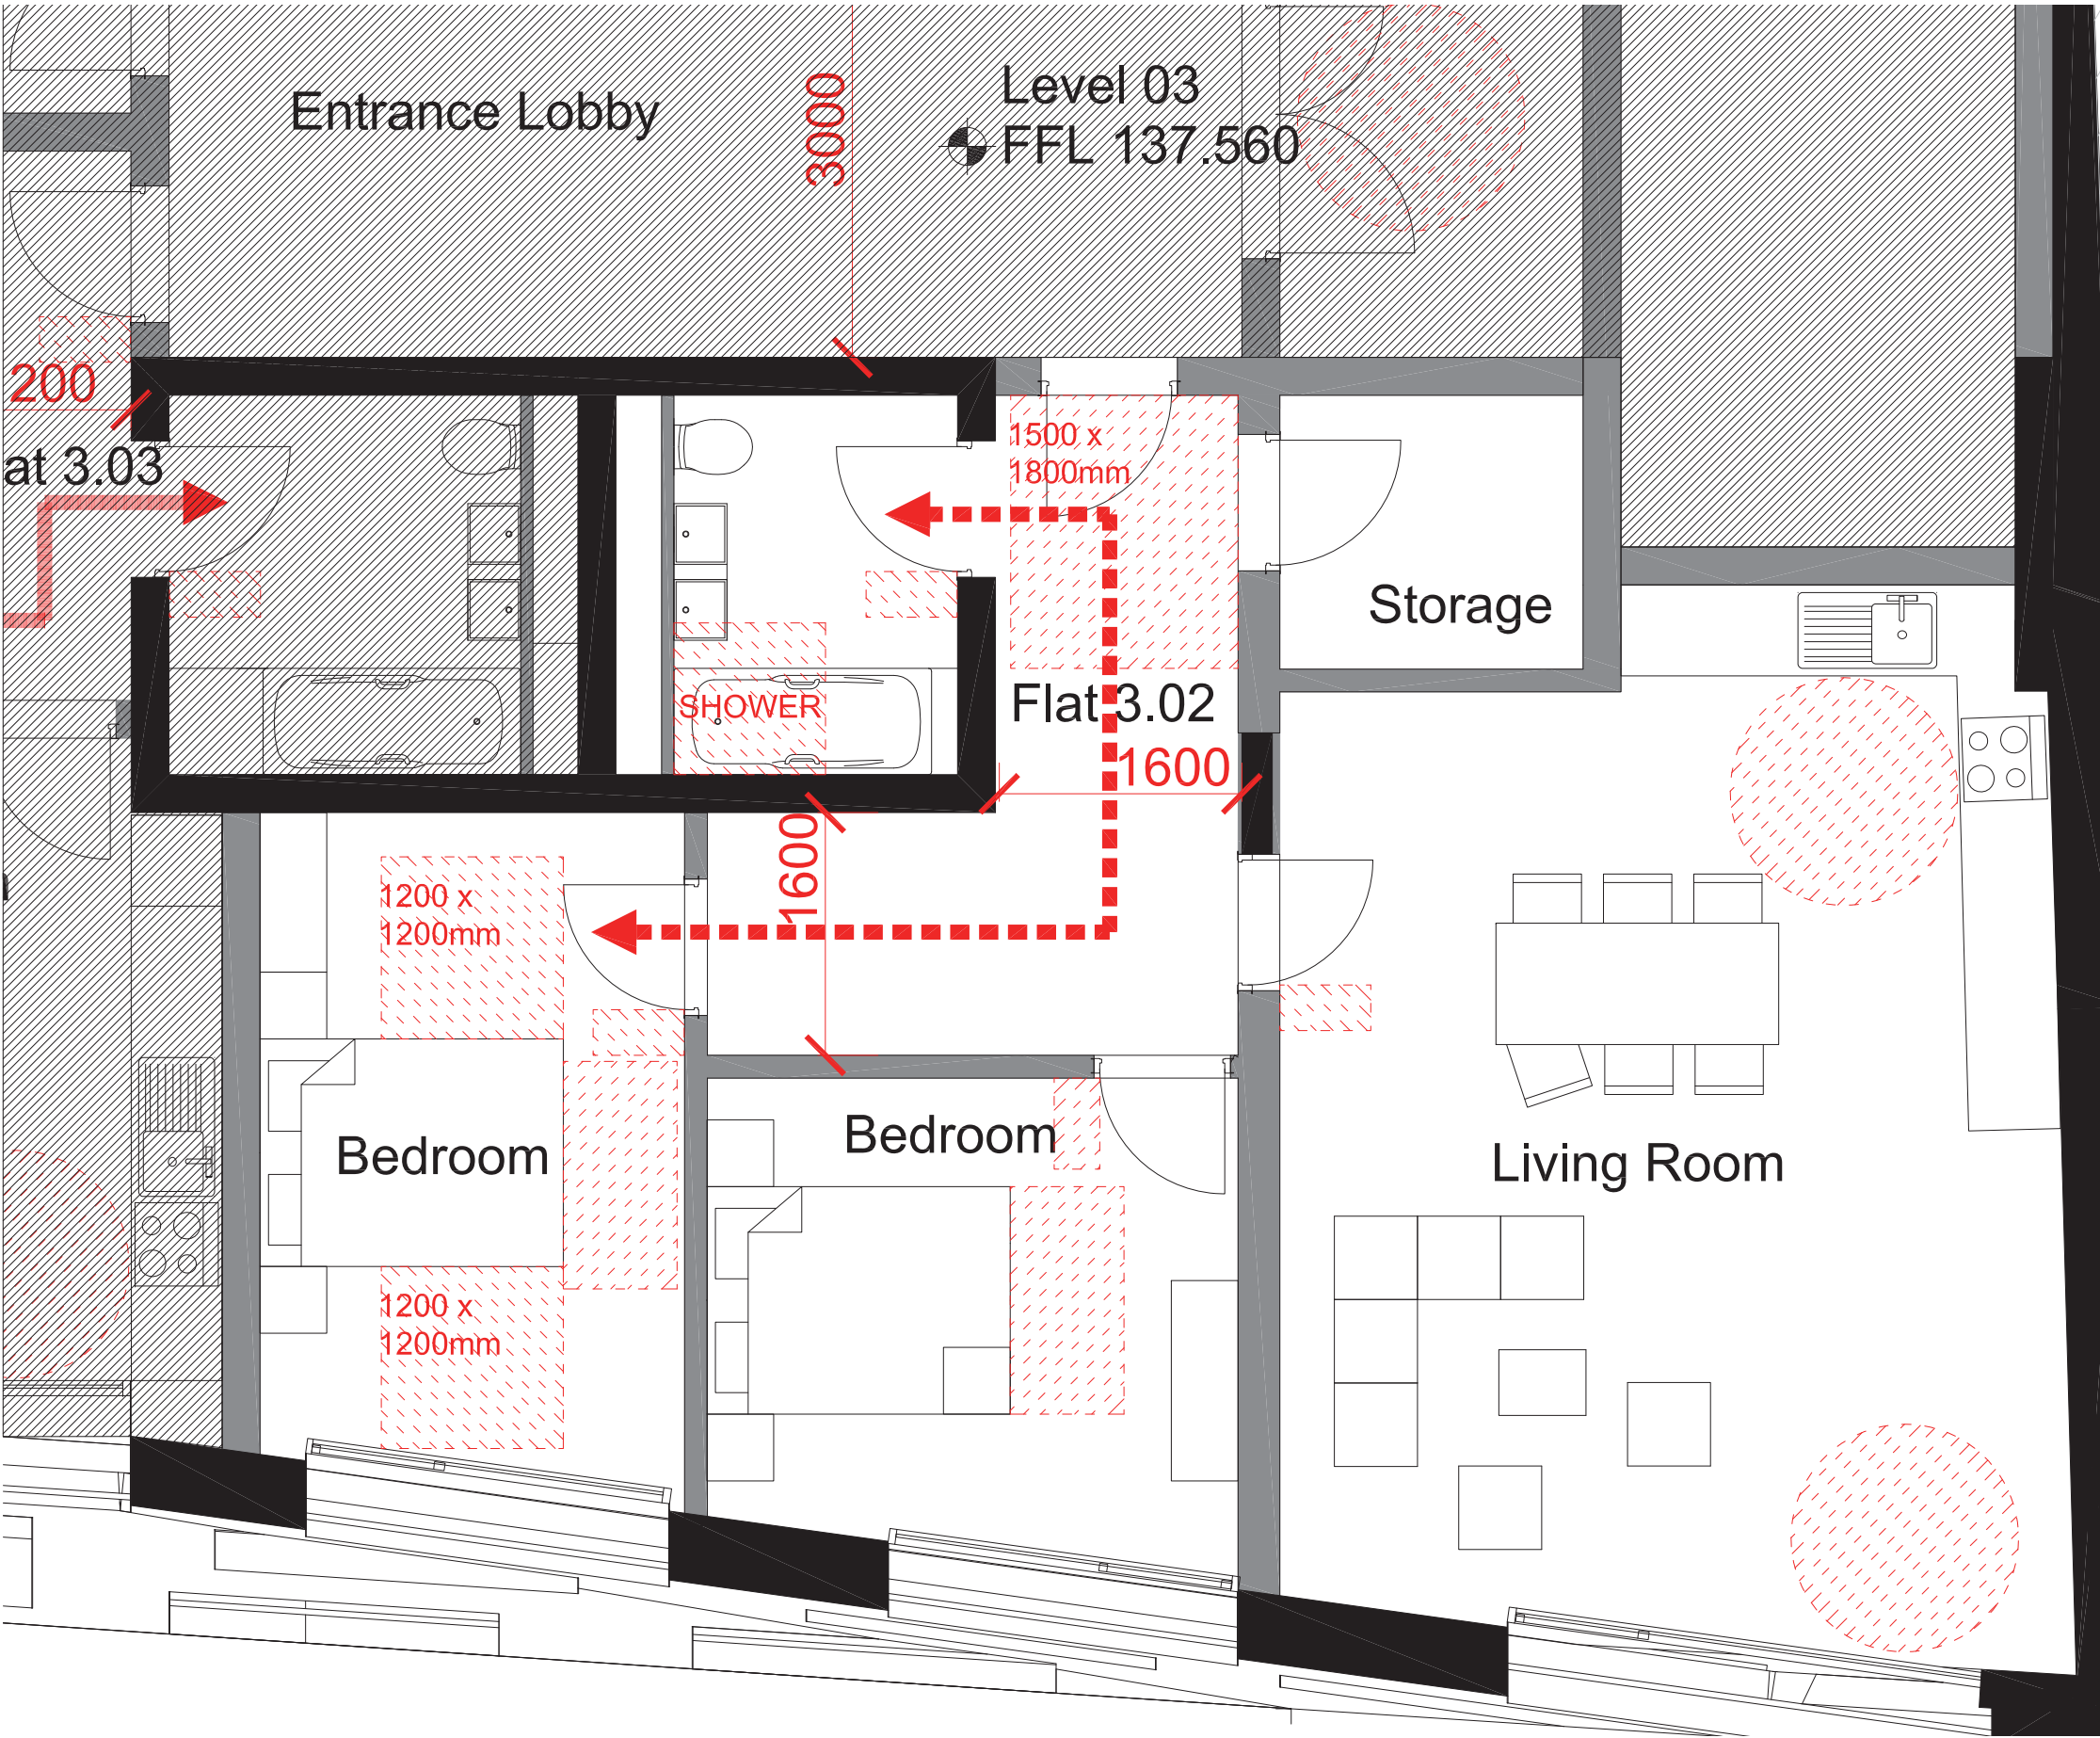 Entrance Lobby
3000
Level 03
FFL 137.560
200
at 3.03
1500 x
1800mm
Storage
SHOWER
Flat 3.02
1600
1600
1200 x
1200mm
Bedroom
Bedroom
Living Room
1200 x
1200mm